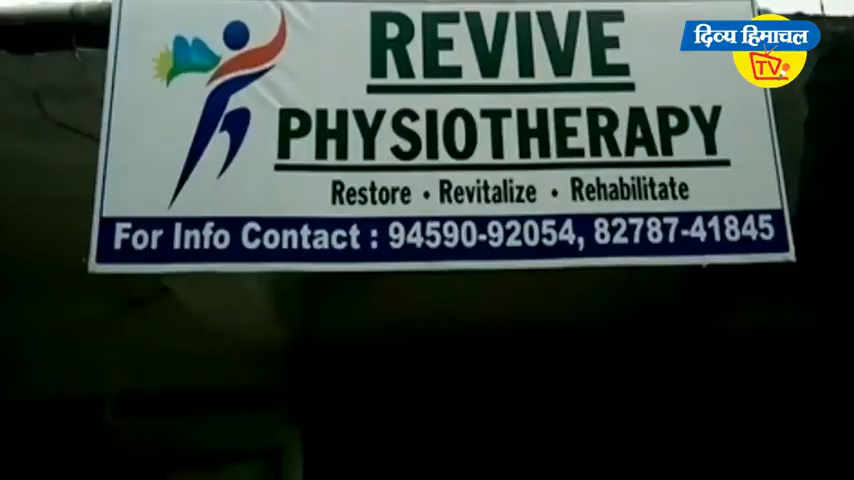 दिव्य हिमाचल
TV
REVIVE
PHYSIOTHERAPY
Restore • Revitalize • Rehabilitate
For Info Contact : 94590-92054, 82787-41845